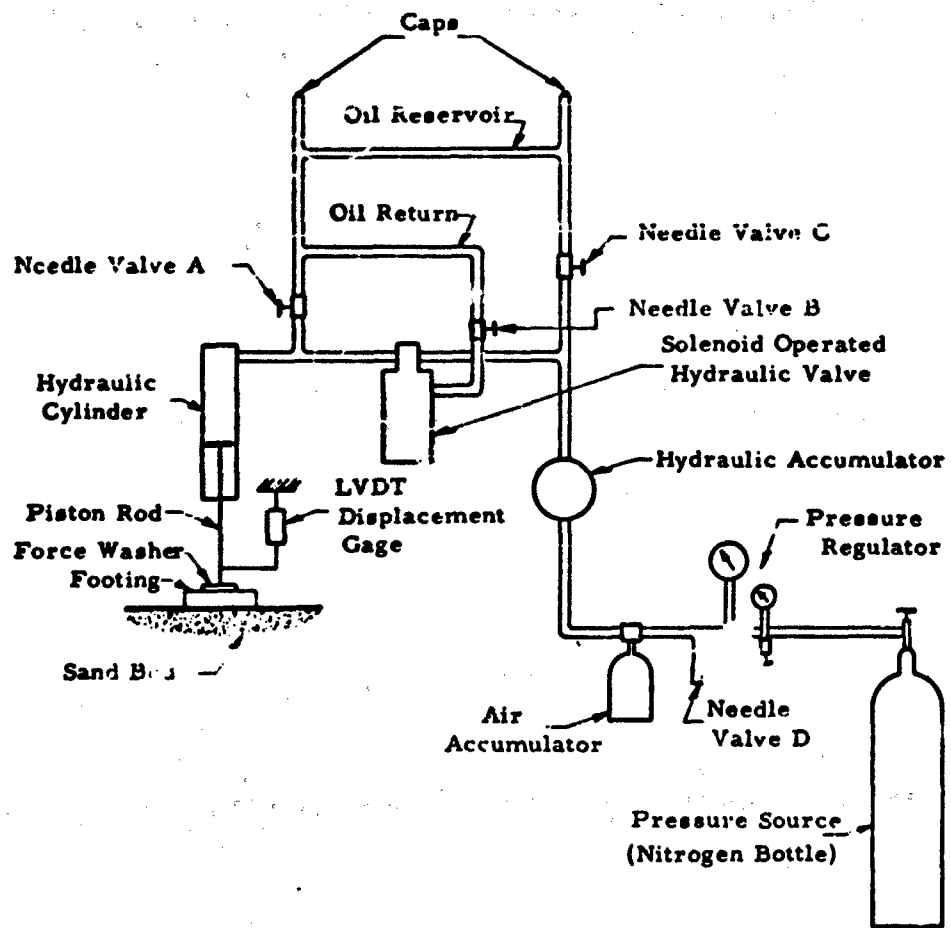 Caps
Oil Reservoir
Oil Return
Needle Valve C
Needle Valve A
Needle Valve B
Solenoid Operated
Hydraulic Valve
Hydraulic
Cylinder
Hydraulic Accumulator
LVDT
Displacement
Gage
Piston Rod
Pressure
Regulator
Force Washer
Footing
Sand
Air
Accumulator
Needle
Valve D
Pressure Source
(Nitrogen Bottle)